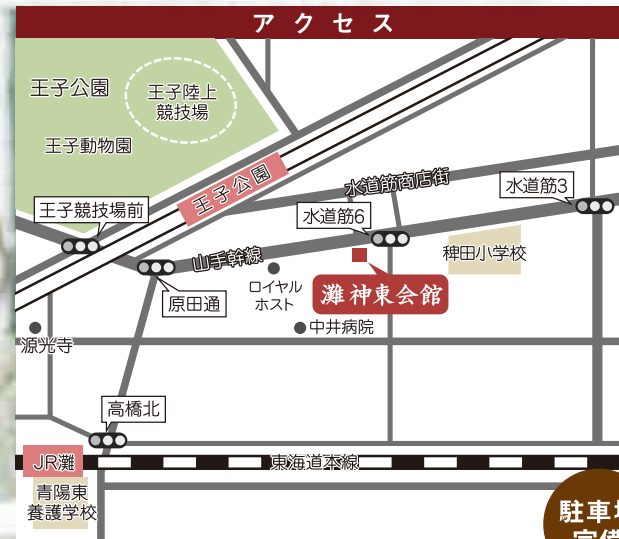 アクセス
王子公園
王子陸上
競技場
王子動物園
王子公園
水道筋商店街
水道筋3
王子競技場前
水道筋6
稗田小学校
山手幹線
ロイヤル
ホスト
灘神東会館
原田通
中井病院
源光寺
高橋北
JR灘
東海道本線
青陽東
養護学校
駐車場
完備